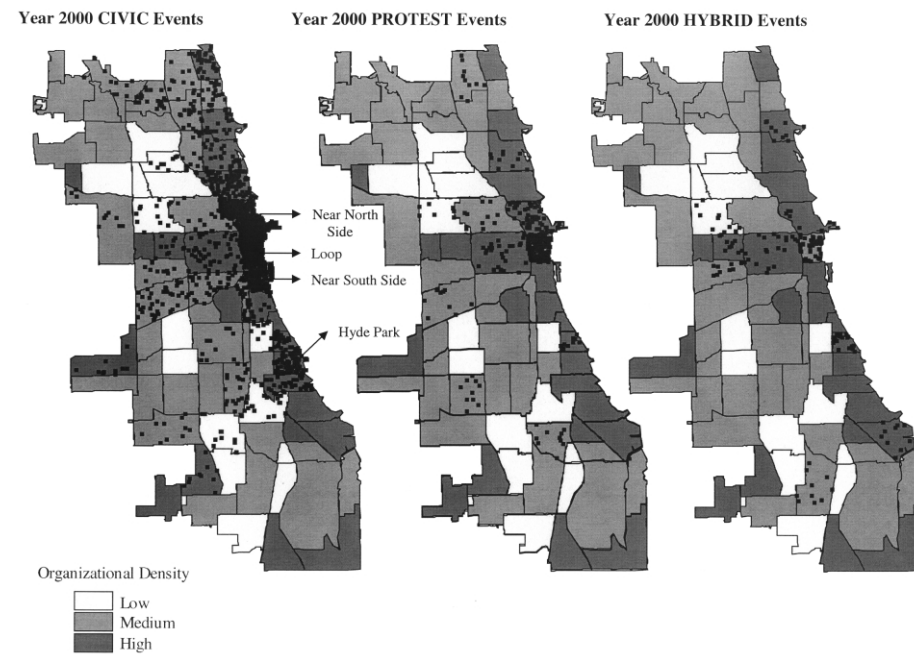 Year 2000 CIVIC Events
Year 2000 PROTEST Events
Year 2000 HYBRID Events
Near North
Side
Loop
Near South Side
Hyde Park
Organizational Density
Low
Medium
High